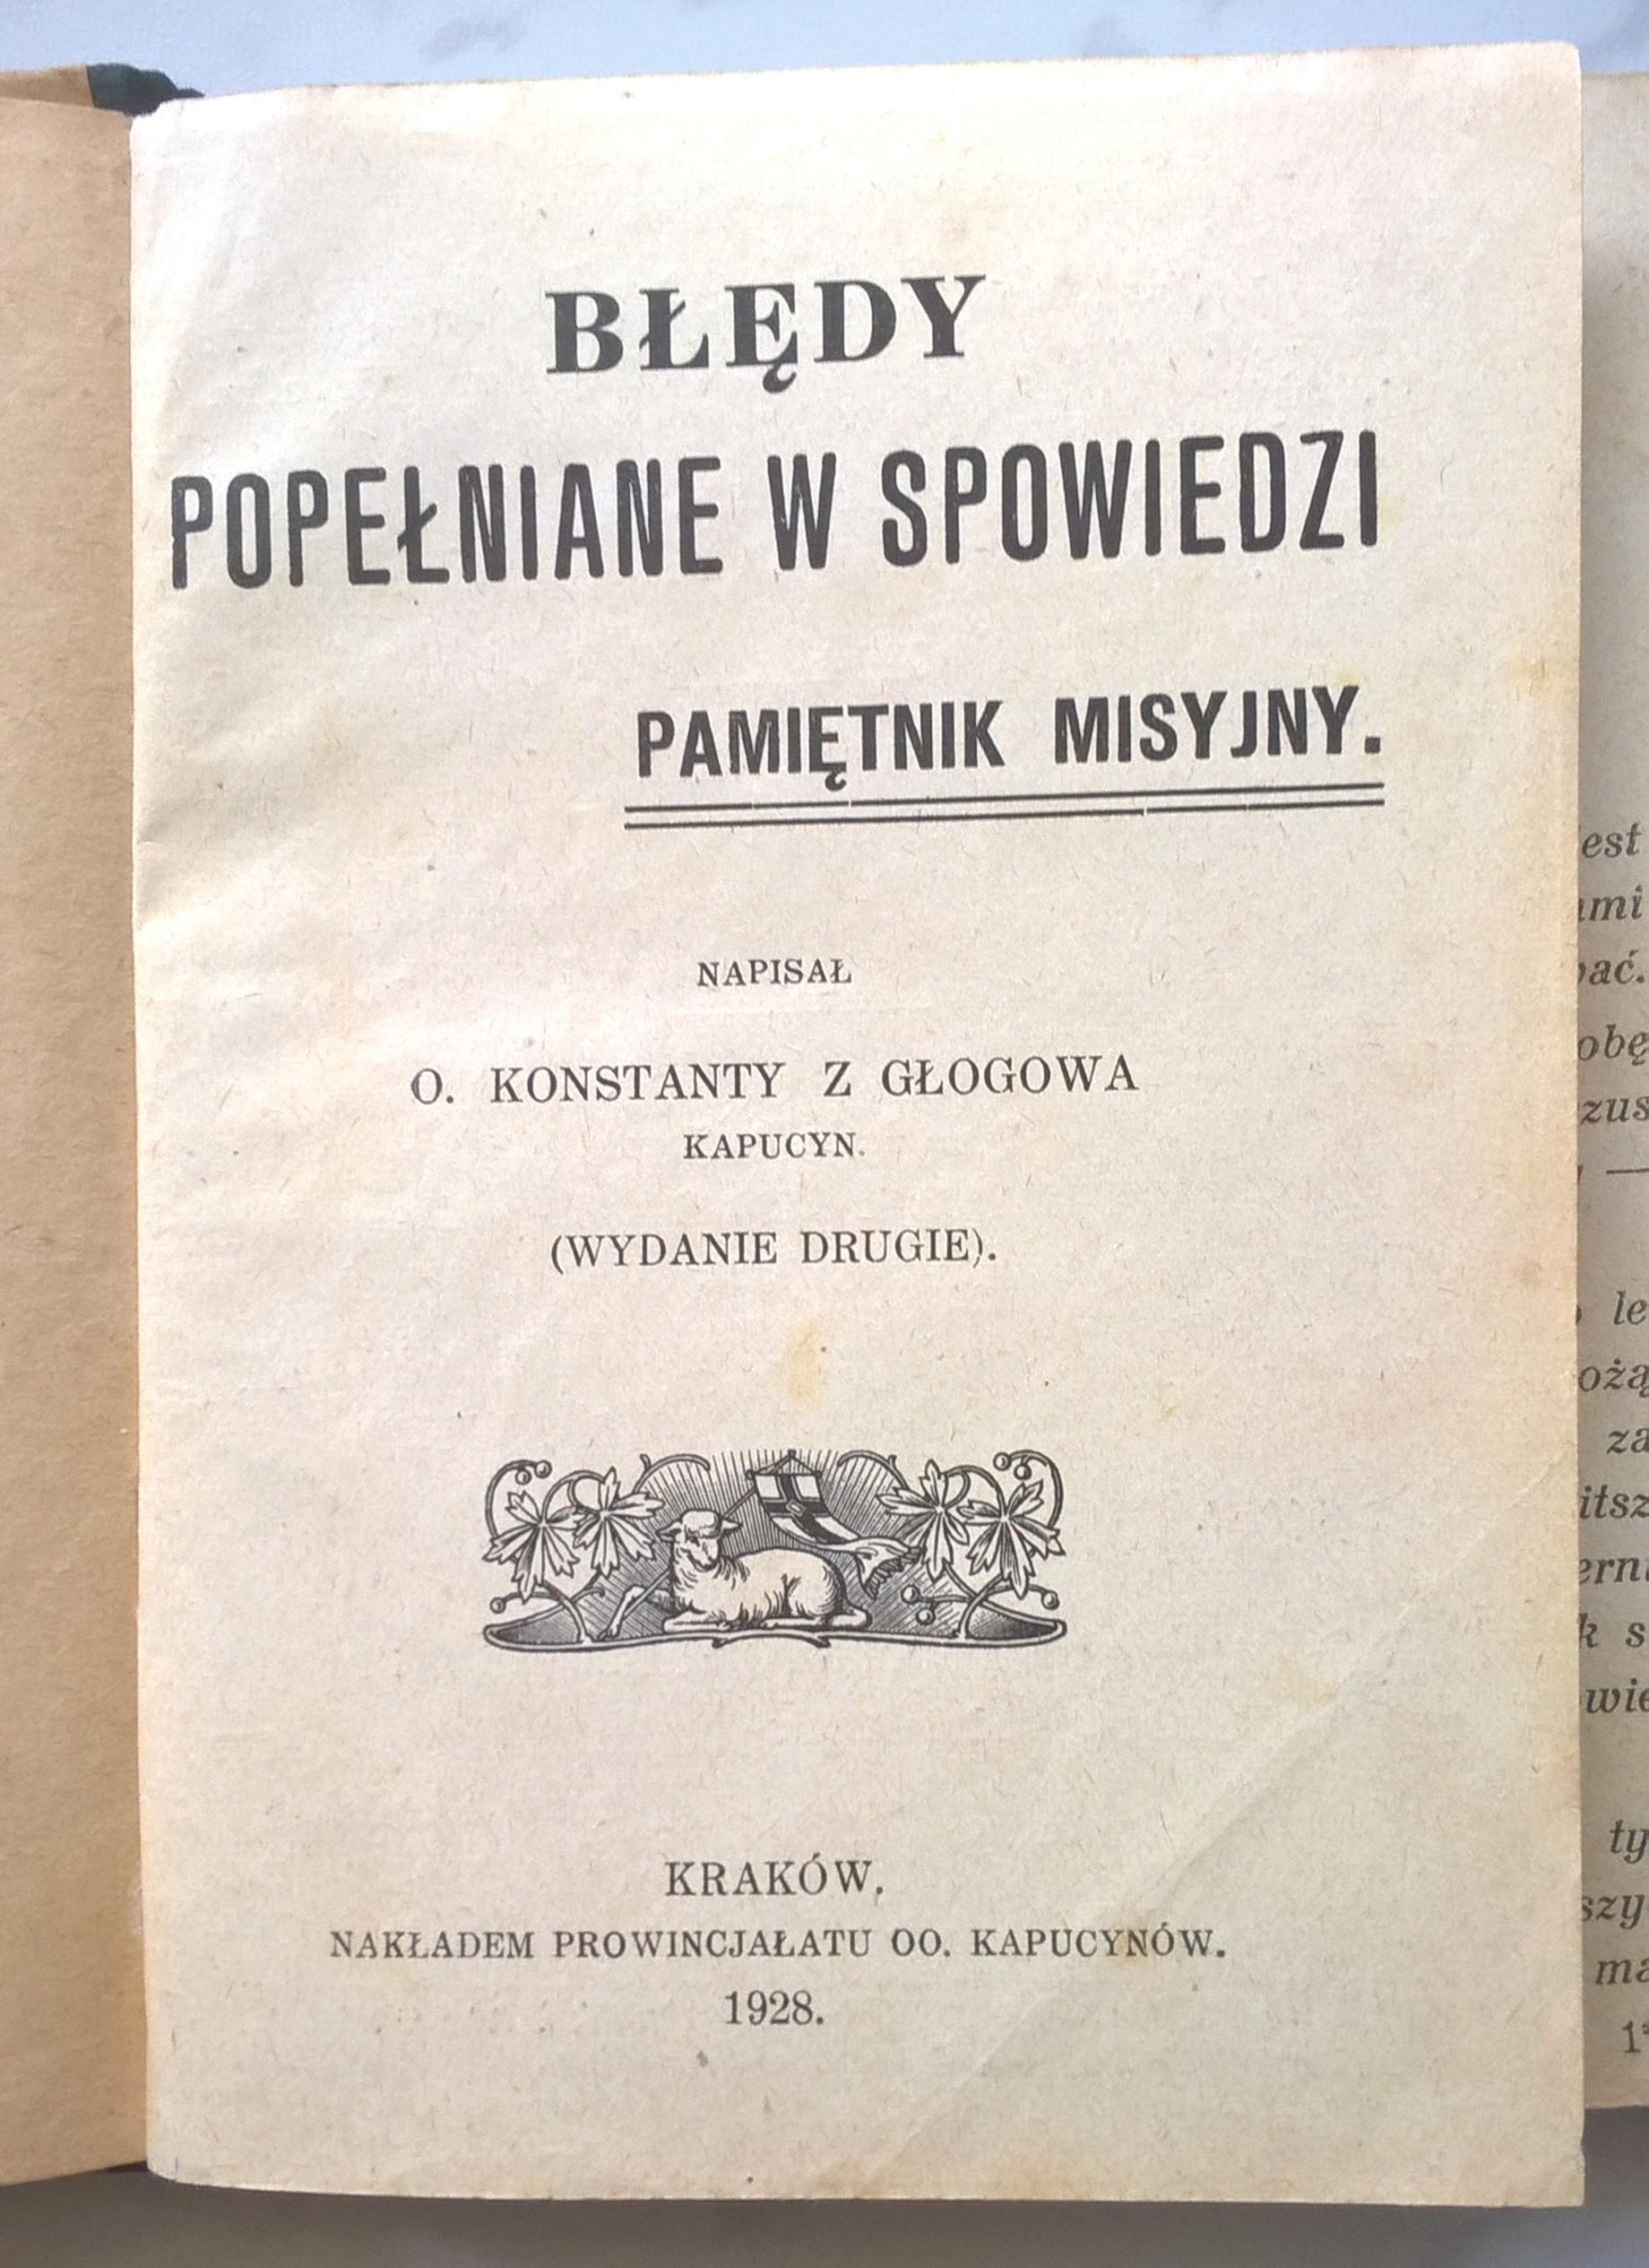 BŁĘDY
POPEŁNIANE W SPOWIEDZI
PAMIĘTNIK MISYJNY.
NAPISAŁ
O. KONSTANTY Z GŁOGOWA
KAPUCYN.
(WYDANIE DRUGIE).
KRAKÓW,
NAKŁADEM PROWINCJAŁATU OO. KAPUCYNÓW.
1928.